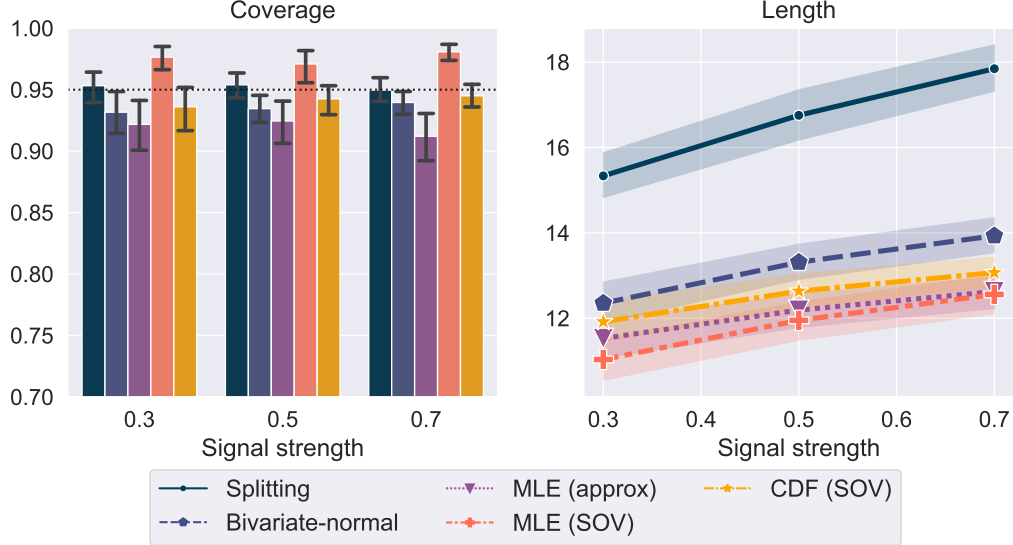 Coverage
1.00
0.95
0.90
0.85
0.80
0.75
0.70
0.3 0.5 0.7
Signal strength
Length
18
16
14
12
0.3 0.4 0.5 0.6 0.7
Signal strength
Splitting
Bivariate-normal
MLE (approx)
MLE (SOV)
CDF (SOV)